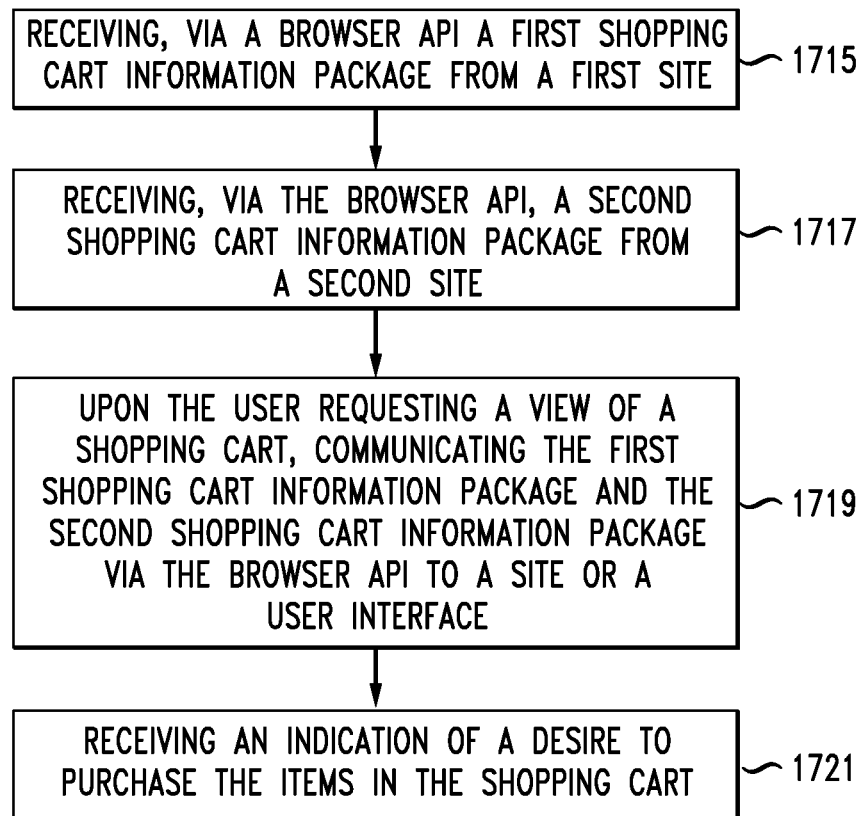 RECEIVING, VIA A BROWSER API A FIRST SHOPPING
CART INFORMATION PACKAGE FROM A FIRST SITE
1715
RECEIVING, VIA THE BROWSER API, A SECOND
SHOPPING CART INFORMATION PACKAGE FROM
A SECOND SITE
1717
UPON THE USER REQUESTING A VIEW OF A
SHOPPING CART, COMMUNICATING THE FIRST
SHOPPING CART INFORMATION PACKAGE AND THE
SECOND SHOPPING CART INFORMATION PACKAGE
VIA THE BROWSER API TO A SITE OR A
USER INTERFACE
1719
RECEIVING AN INDICATION OF A DESIRE TO
PURCHASE THE ITEMS IN THE SHOPPING CART
1721